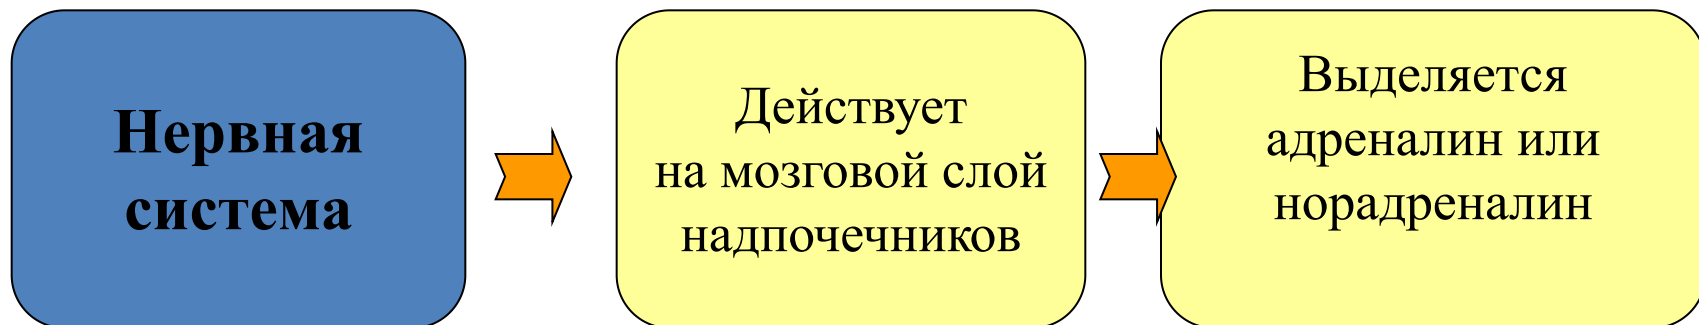 Нервная
система
Действует
на мозговой слой
надпочечников
Выделяется
адреналин или
норадреналин